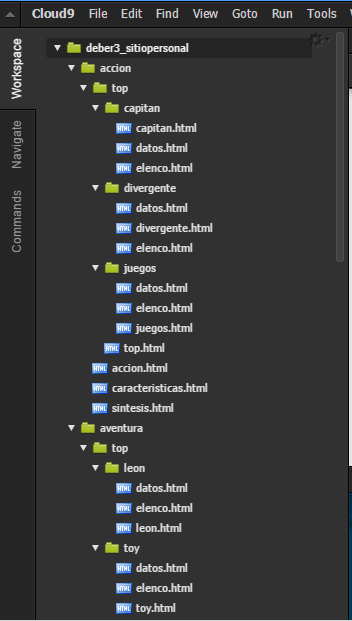 Cloud9 File Edit Find View Goto Run Tools
Workspace
Navigate
Commands
deber3_sitiopersonal
accion
top
capitan
capitan.html
datos.html
elenco.html
divergente
datos.html
divergente.html
elenco.html
juegos
datos.html
elenco.html
juegos.html
top.html
accion.html
caracteristicas.html
sintesis.html
aventura
top
leon
datos.html
elenco.html
leon.html
toy
datos.html
elenco.html
toy.html